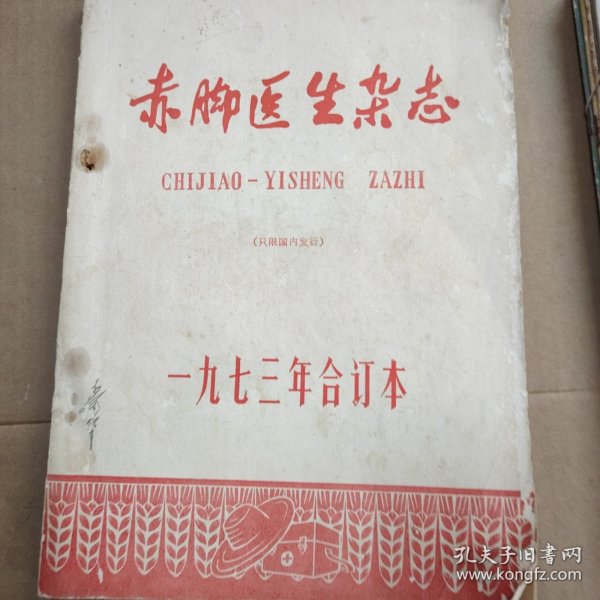 赤脚医生杂志
CHIJIAO-YISHENG ZAZHI
(只限国内发行)
一九七三年合订本
孔夫子旧书网
www.kongfz.com